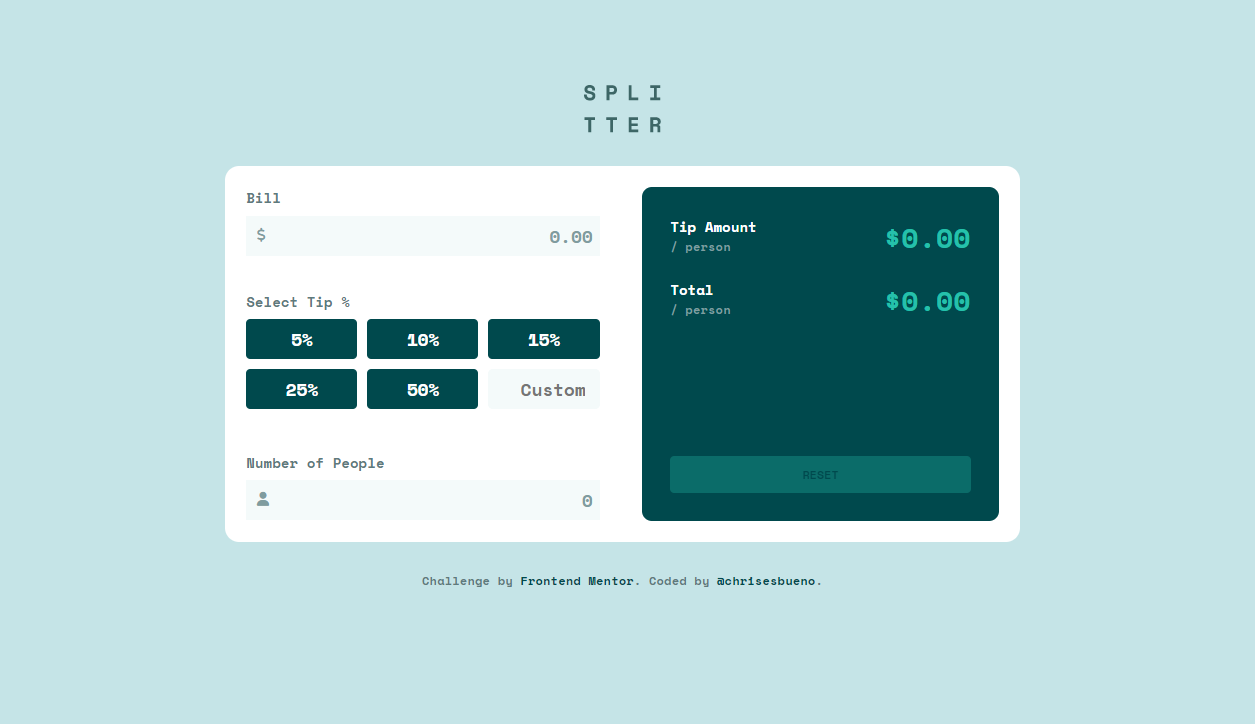 SPLI
TTER
Bill
$ 0.00
Select Tip %
5% 10% 15%
25% 50% Custom
Number of People
0
Tip Amount
/ person
$0.00
Total
/ person
$0.00
RESET
Challenge by Frontend Mentor. Coded by @chrisesbueno.